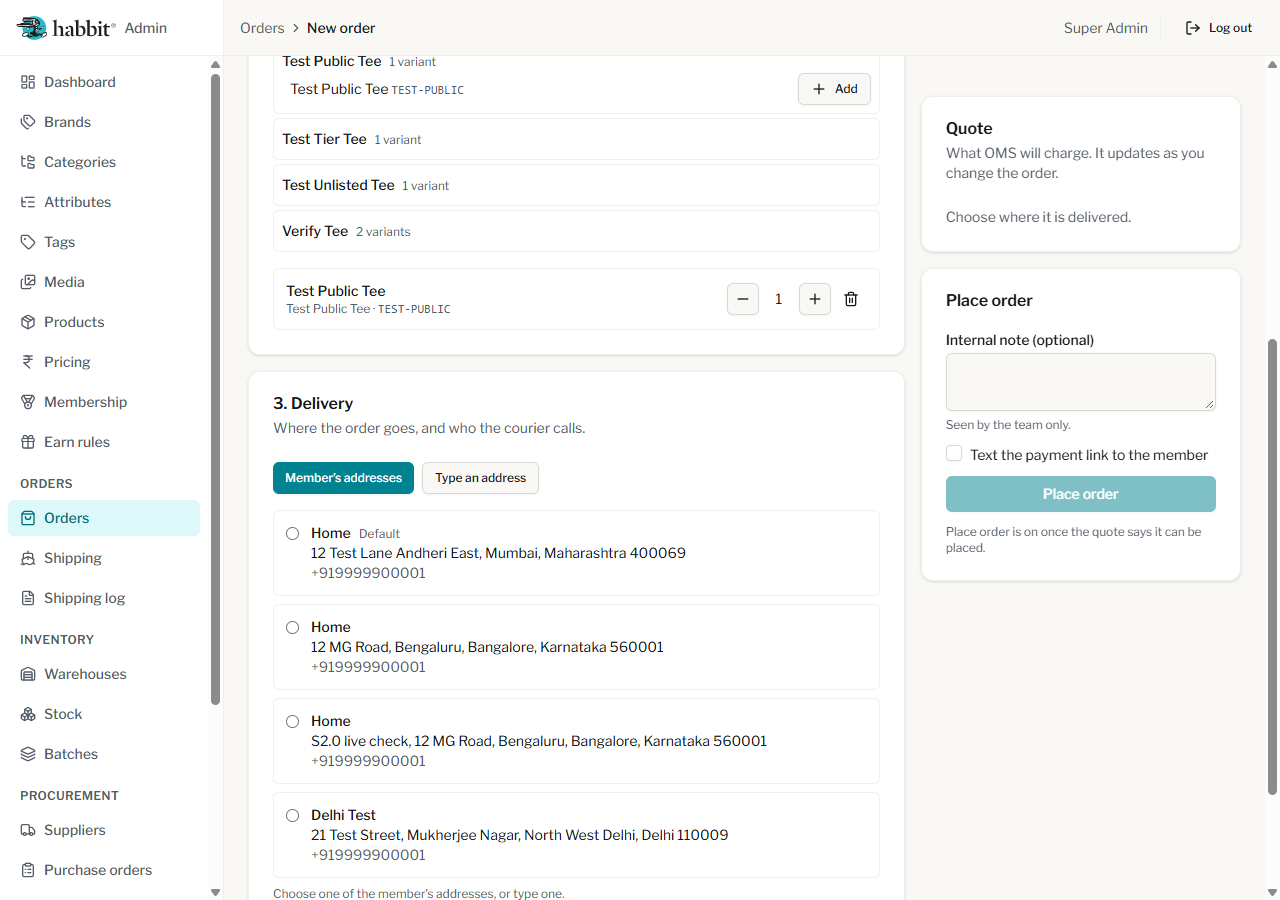 habbit® Admin
Orders > New order
Super Admin
Log out
Dashboard
Brands
Categories
Attributes
Tags
Media
Products
Pricing
Membership
Earn rules
ORDERS
Orders
Shipping
Shipping log
INVENTORY
Warehouses
Stock
Batches
PROCUREMENT
Suppliers
Purchase orders
Test Public Tee 1 variant
Test Public Tee TEST-PUBLIC
Add
Test Tier Tee 1 variant
Test Unlisted Tee 1 variant
Verify Tee 2 variants
Test Public Tee
Test Public Tee · TEST-PUBLIC
1
3. Delivery
Where the order goes, and who the courier calls.
Member's addresses
Type an address
Home Default
12 Test Lane Andheri East, Mumbai, Maharashtra 400069
+919999900001
Home
12 MG Road, Bengaluru, Bangalore, Karnataka 560001
+919999900001
Home
S2.0 live check, 12 MG Road, Bengaluru, Bangalore, Karnataka 560001
+919999900001
Delhi Test
21 Test Street, Mukherjee Nagar, North West Delhi, Delhi 110009
+919999900001
Choose one of the member's addresses, or type one.
Quote
What OMS will charge. It updates as you
change the order.
Choose where it is delivered.
Place order
Internal note (optional)
Seen by the team only.
Text the payment link to the member
Place order
Place order is on once the quote says it can be
placed.